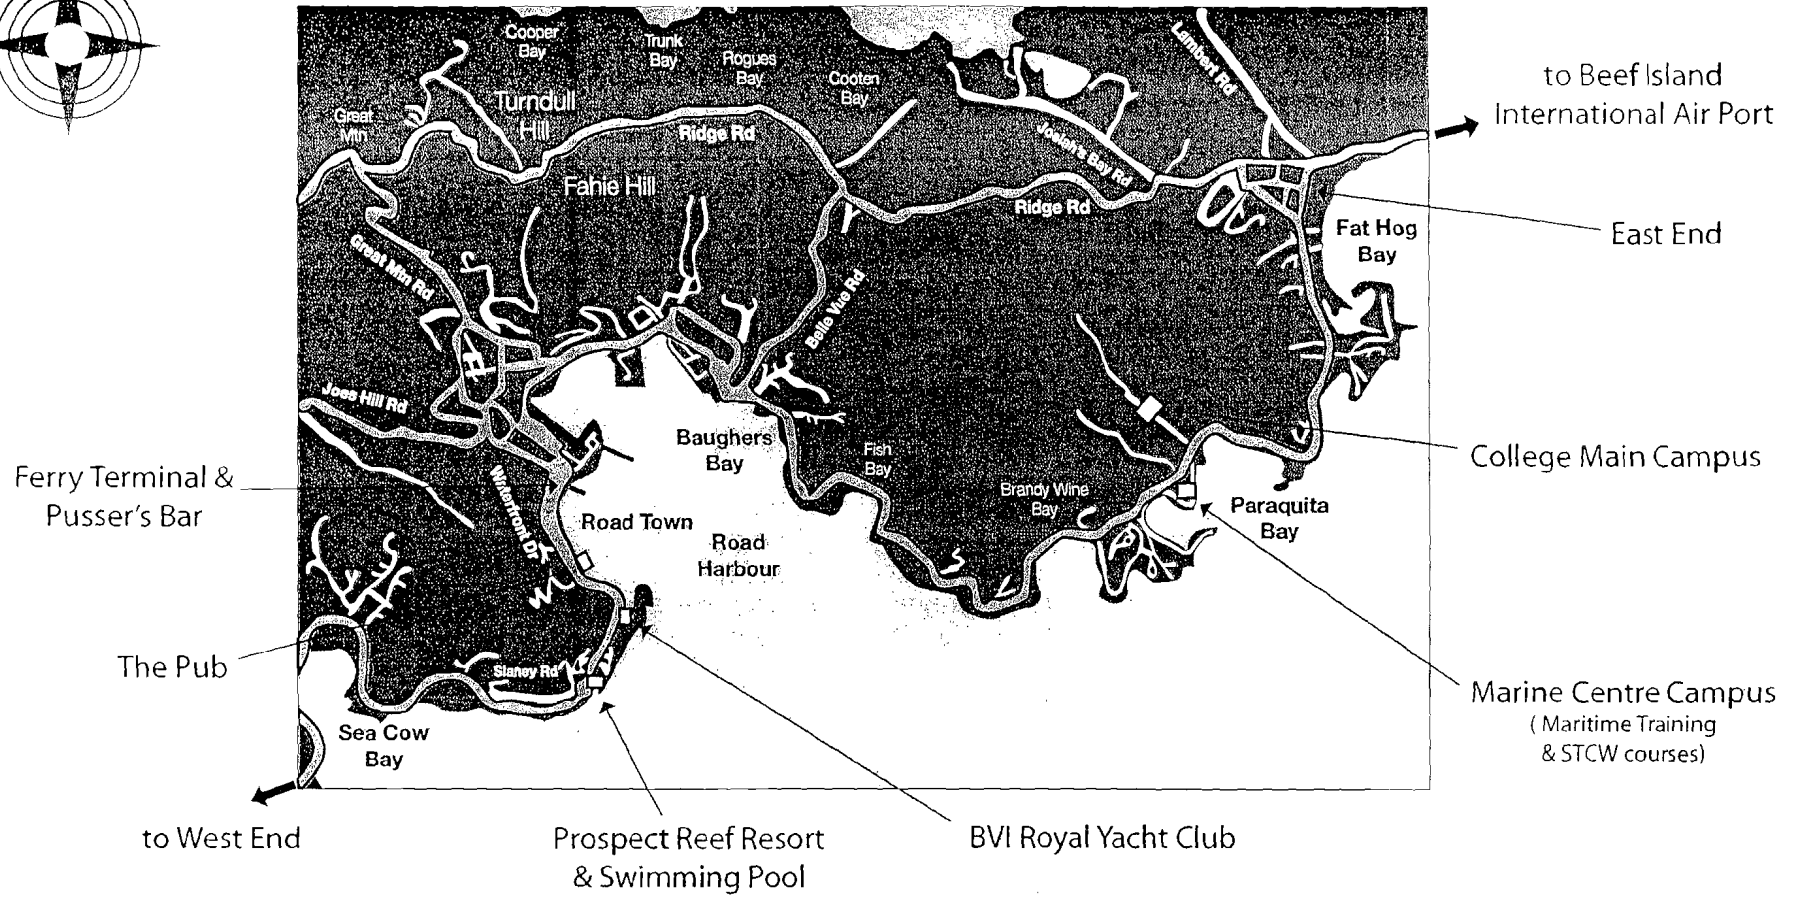 Cooper
Bay
Trunk
Bay
Rogues
Bay
Cooten
Bay
Lambert Rd
to Beef Island
International Air Port
Great
Mtn
Turndull
Hill
Ridge Rd
Josiah's Bay Rd
Fahie Hill
Ridge Rd
East End
Fat Hog
Bay
Great Mtn Rd
Belle Vue Rd
Joes Hill Rd
Baughers
Bay
Fish
Bay
College Main Campus
Ferry Terminal &
Pusser's Bar
Waterfront Dr
Road Town
Road
Harbour
Brandy Wine
Bay
Paraquita
Bay
The Pub
Slaney Rd
Marine Centre Campus
( Maritime Training
& STCW courses)
Sea Cow
Bay
to West End
Prospect Reef Resort
& Swimming Pool
BVI Royal Yacht Club